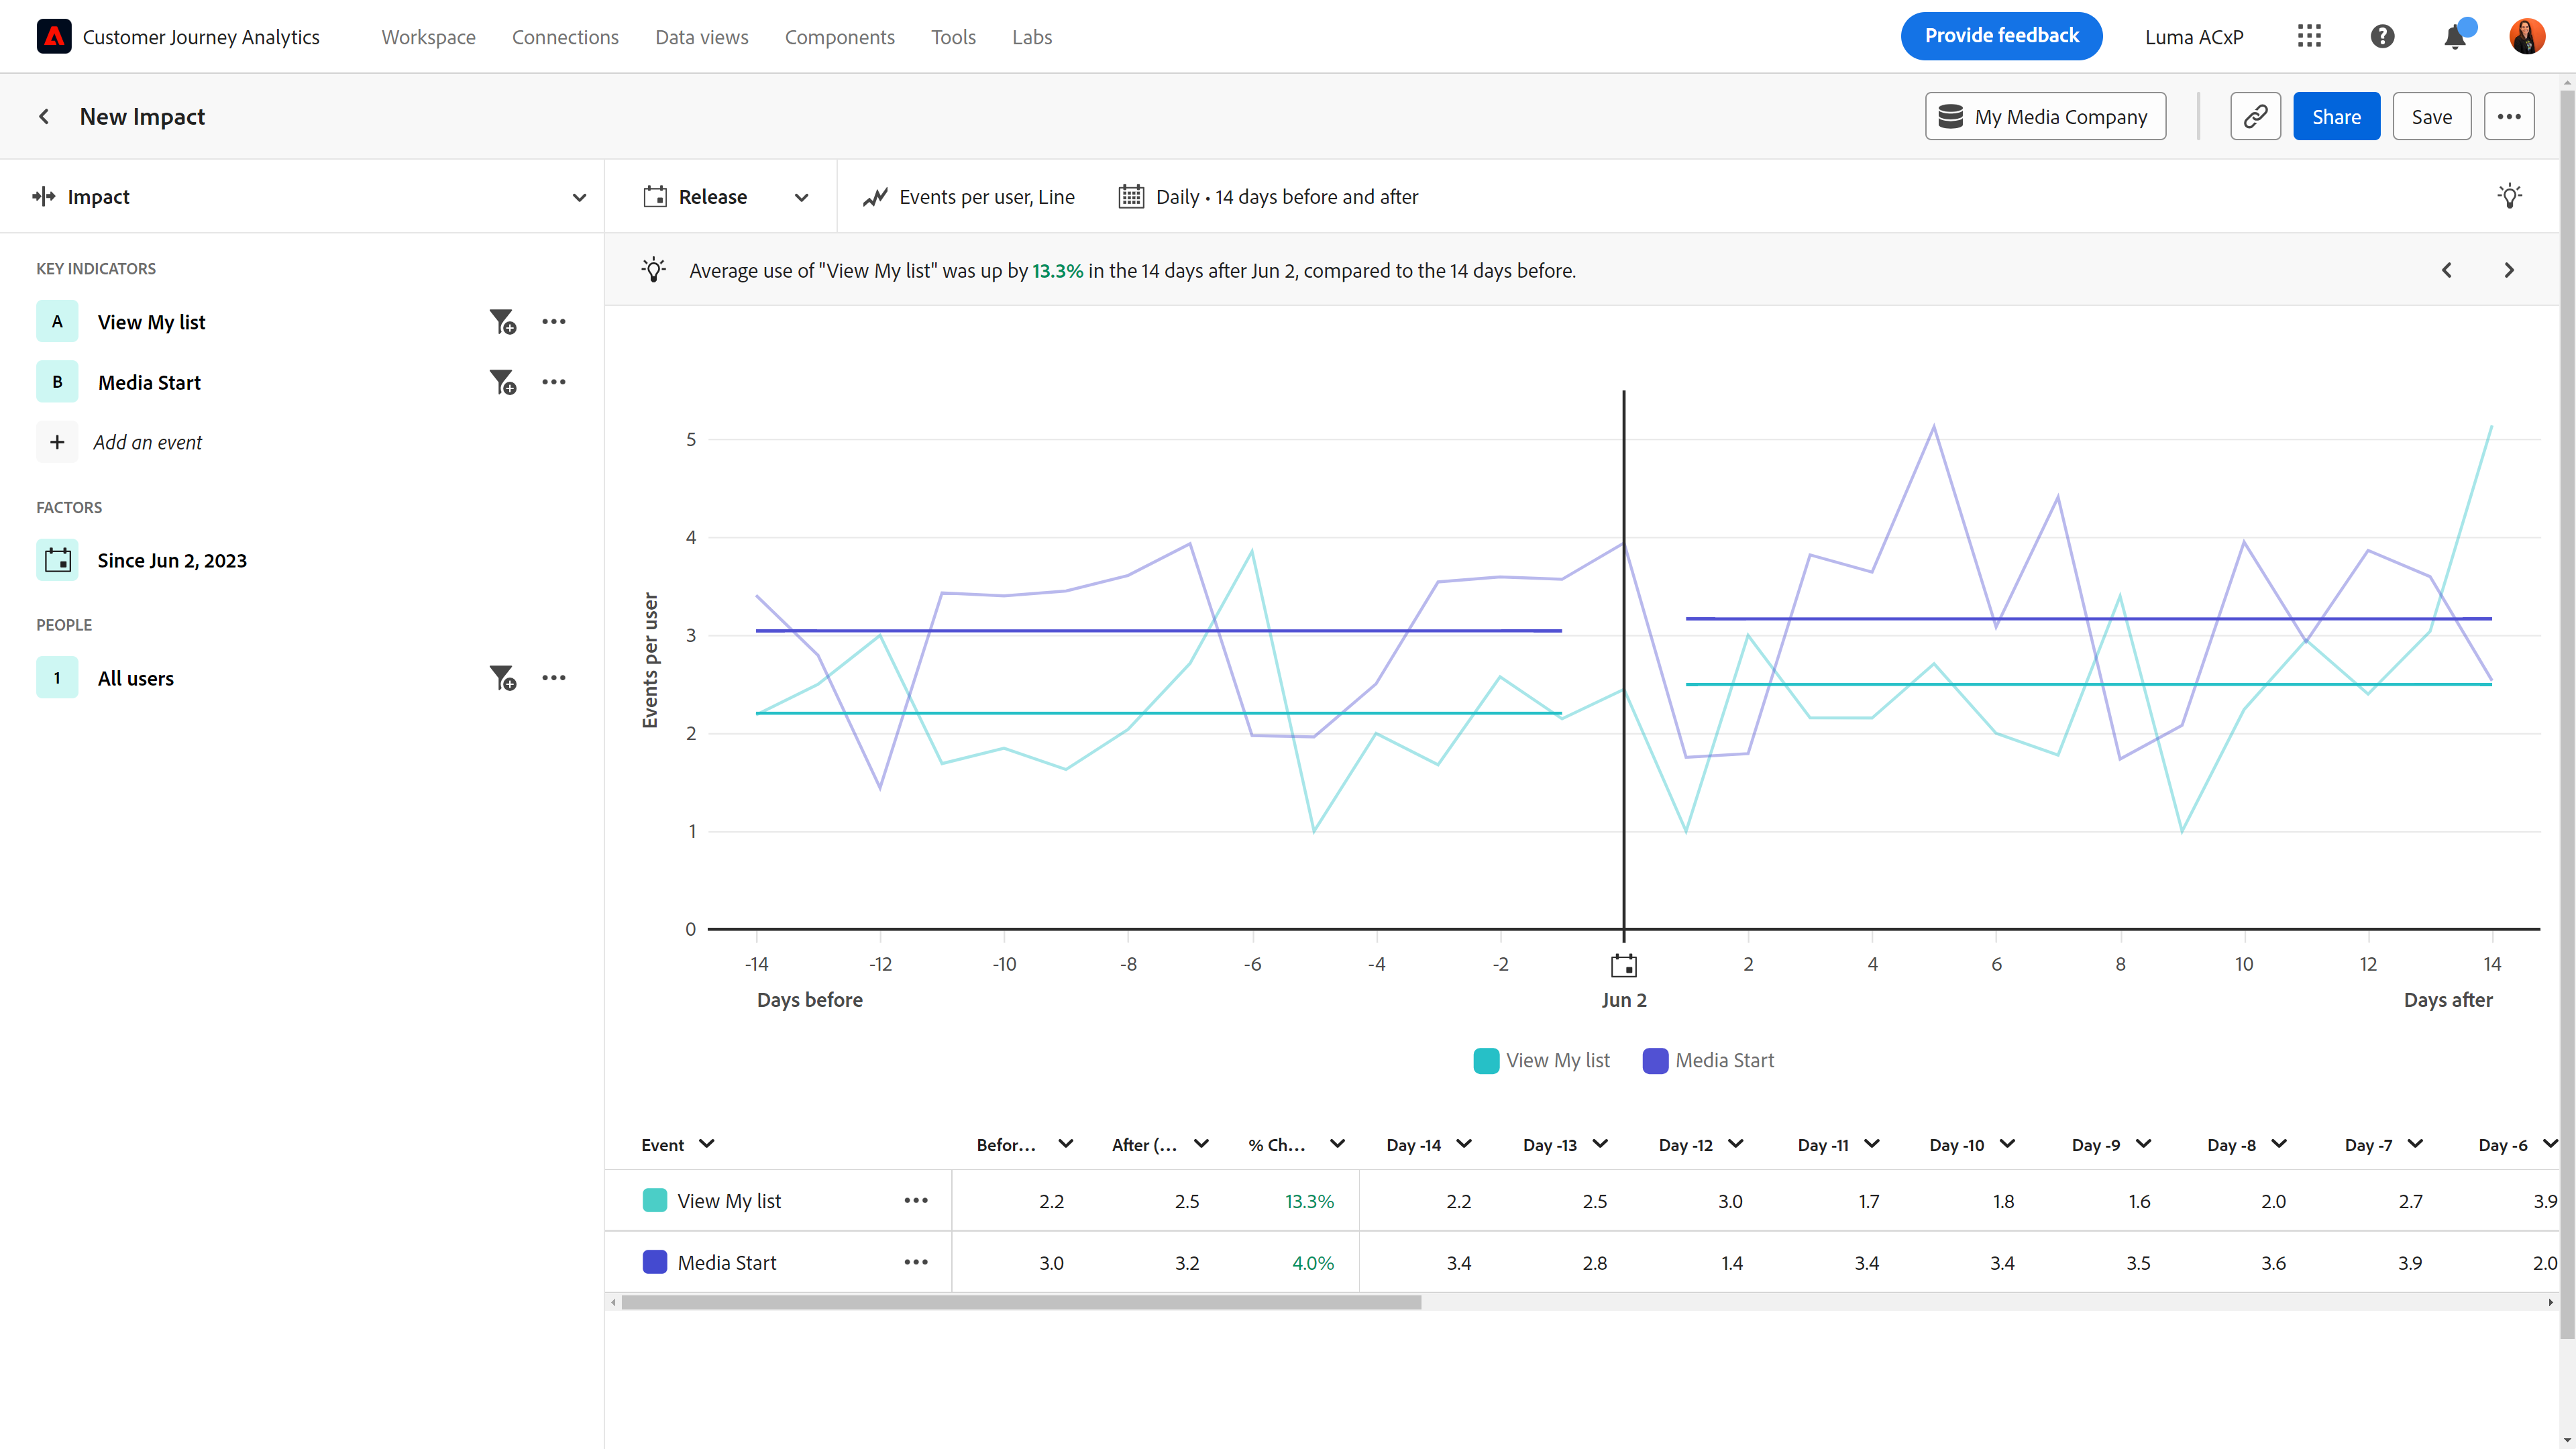 Customer Journey Analytics Workspace Connections Data views Components Tools Labs Provide feedback Luma ACxP
New Impact My Media Company Share Save
Impact Release Events per user, Line Daily • 14 days before and after
KEY INDICATORS
Average use of "View My list" was up by 13.3% in the 14 days after Jun 2, compared to the 14 days before.
A View My list
B Media Start
+ Add an event
FACTORS
Since Jun 2, 2023
PEOPLE
1 All users
Events per user
5
4
3
2
1
0
-14 -12 -10 -8 -6 -4 -2 2 4 6 8 10 12 14
Days before Jun 2 Days after
View My list Media Start
Event Befor... After (... % Ch... Day -14 Day -13 Day -12 Day -11 Day -10 Day -9 Day -8 Day -7 Day -6
View My list 2.2 2.5 13.3% 2.2 2.5 3.0 1.7 1.8 1.6 2.0 2.7 3.9
Media Start 3.0 3.2 4.0% 3.4 2.8 1.4 3.4 3.4 3.5 3.6 3.9 2.0